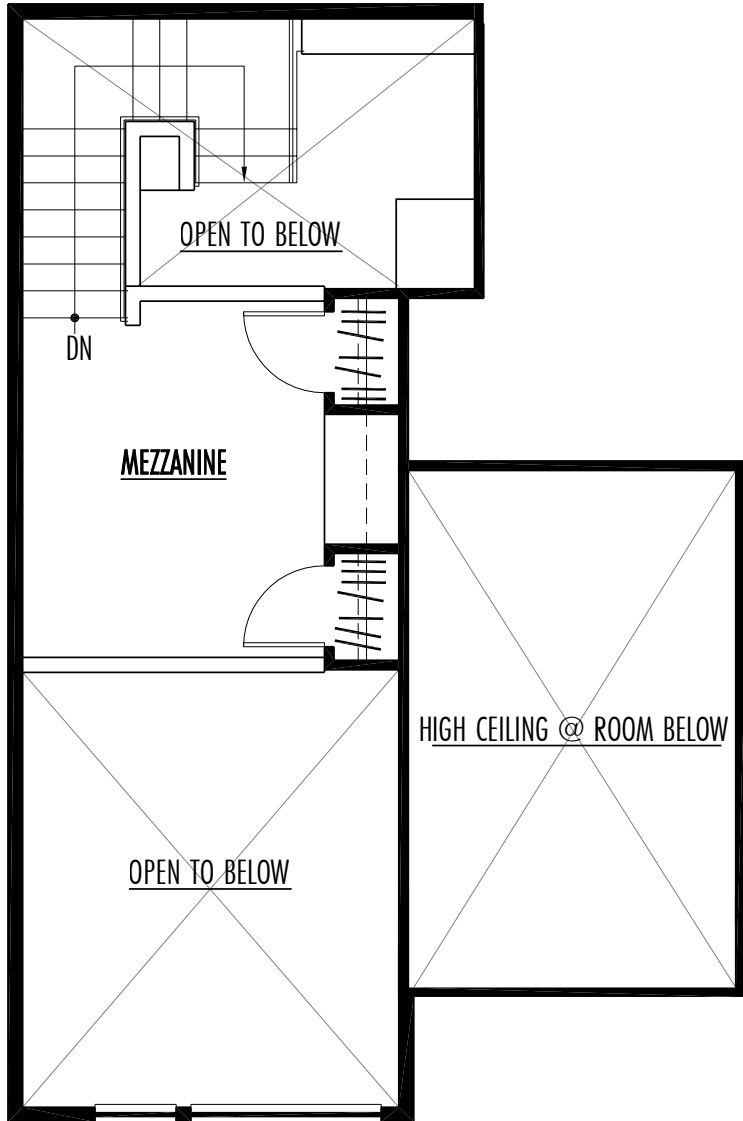 OPEN TO BELOW
DN
MEZZANINE
HIGH CEILING @ ROOM BELOW
OPEN TO BELOW